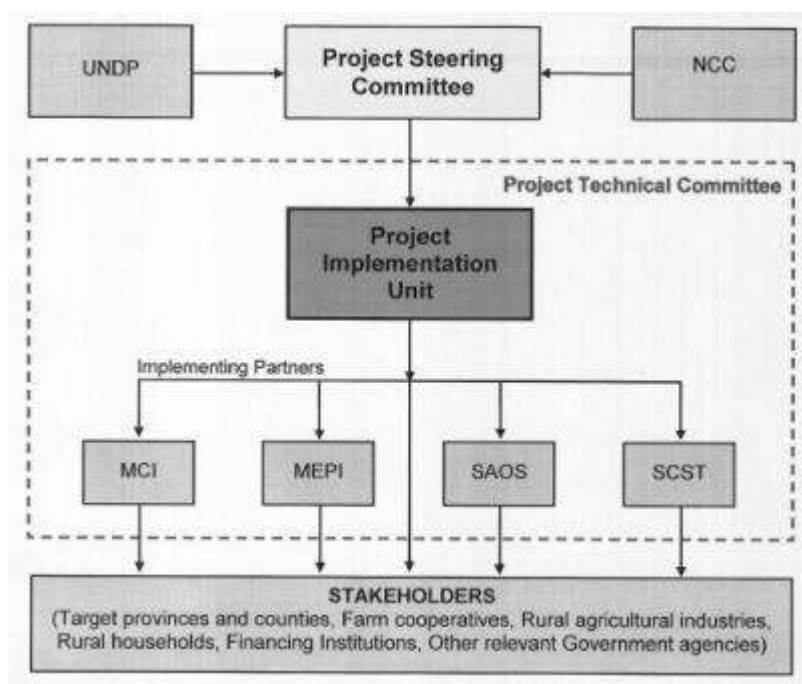 UNDP
Project Steering
Committee
NCC
Project Technical Committee
Project
Implementation
Unit
Implementing Partners
MCI
MEPI
SAOS
SCST
STAKEHOLDERS
(Target provinces and counties, Farm cooperatives, Rural agricultural industries,
Rural households, Financing Institutions, Other relevant Government agencies)